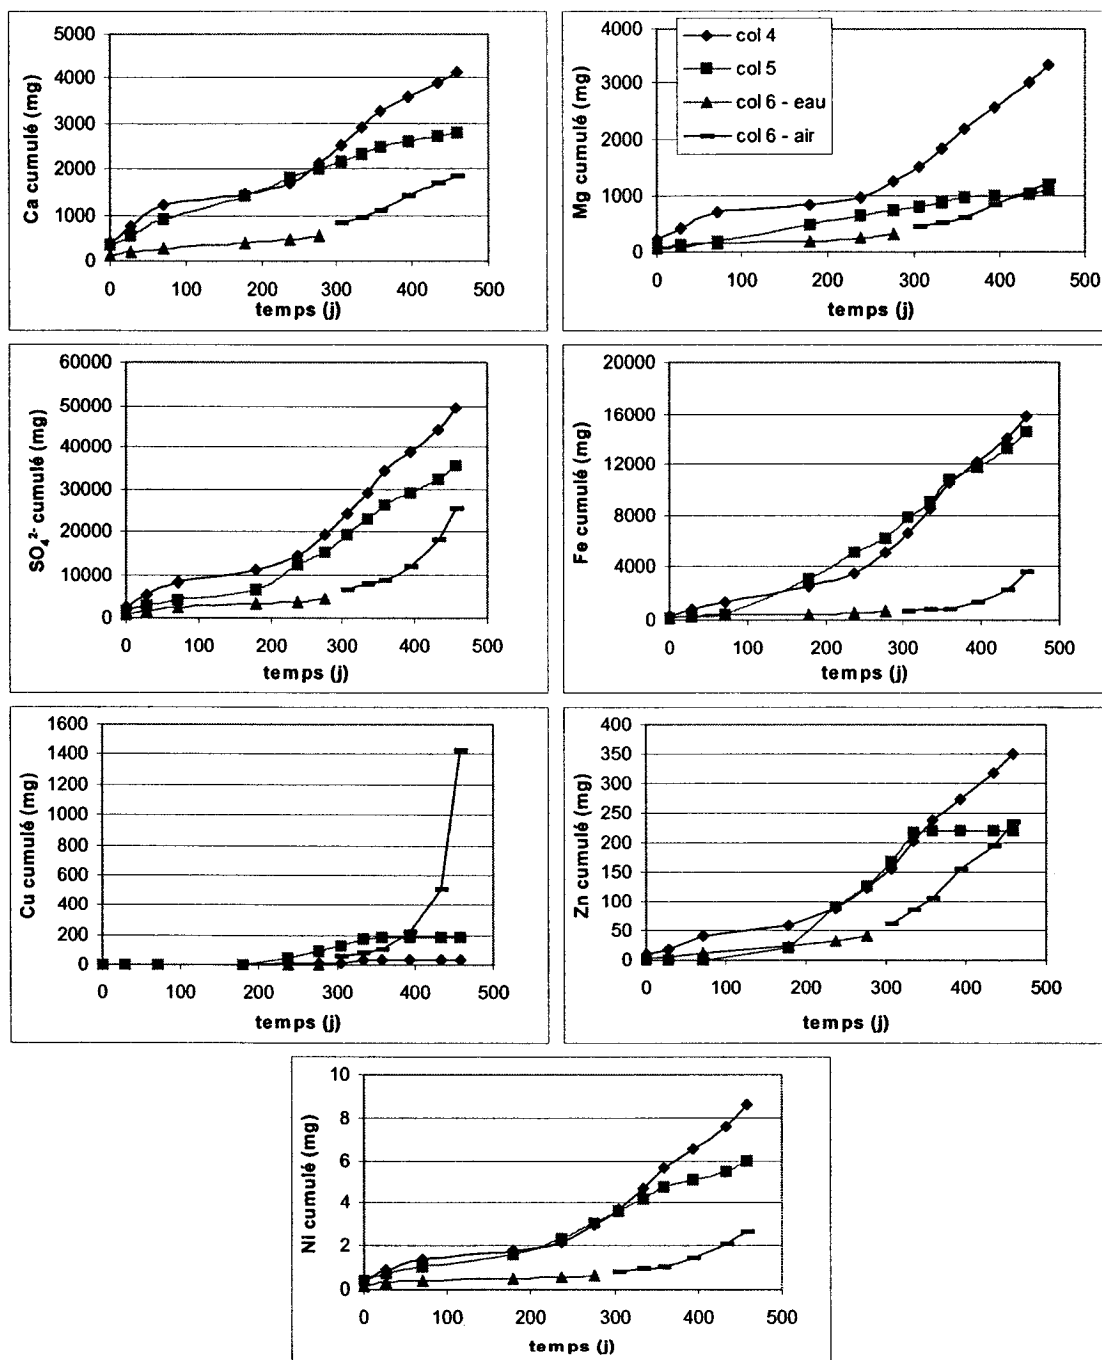 Ca cumulé (mg)
5000
4000
3000
2000
1000
0
0 100 200 300 400 500
temps (j)
Mg cumulé (mg)
4000
3000
2000
1000
0
0 100 200 300 400 500
temps (j)
col 4
col 5
col 6 - eau
col 6 - air
SO₄²⁻ cumulé (mg)
60000
50000
40000
30000
20000
10000
0
0 100 200 300 400 500
temps (j)
Fe cumulé (mg)
20000
16000
12000
8000
4000
0
0 100 200 300 400 500
temps (j)
Cu cumulé (mg)
1600
1400
1200
1000
800
600
400
200
0
0 100 200 300 400 500
temps (j)
Zn cumulé (mg)
400
350
300
250
200
150
100
50
0
0 100 200 300 400 500
temps (j)
Ni cumulé (mg)
10
8
6
4
2
0
0 100 200 300 400 500
temps (j)